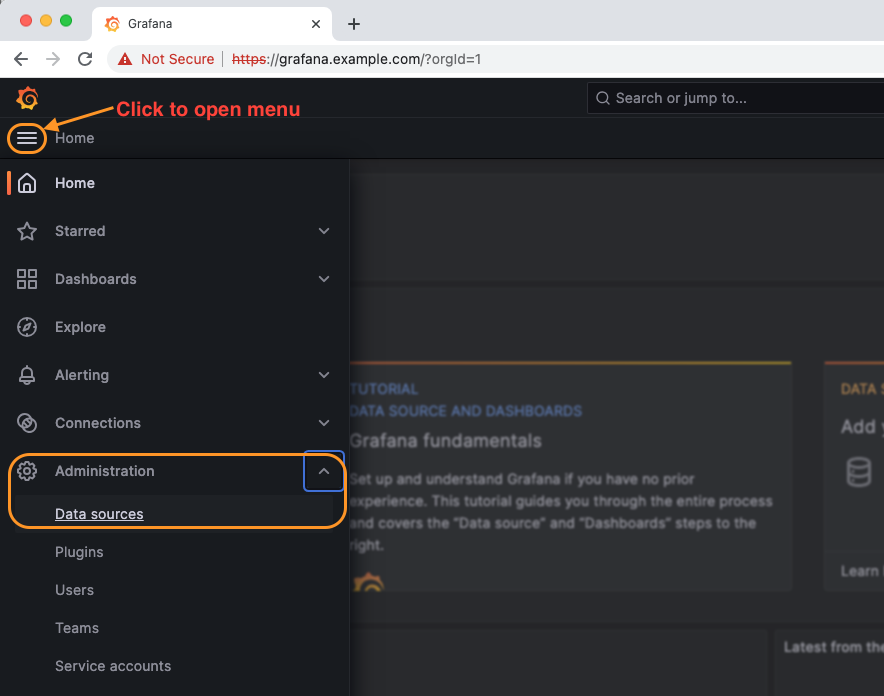 Grafana
Not Secure https://grafana.example.com/?orgId=1
Click to open menu
Search or jump to...
Home
Home
Starred
Dashboards
Explore
Alerting
Connections
Administration
Data sources
Plugins
Users
Teams
Service accounts
TUTORIAL
DATA SOURCE AND DASHBOARDS
Grafana fundamentals
Set up and understand Grafana if you have no prior
experience. This tutorial guides you through the entire process
and covers the "Data source" and "Dashboards" steps to the
right.
DATA S
Add y
Learn
Latest from the